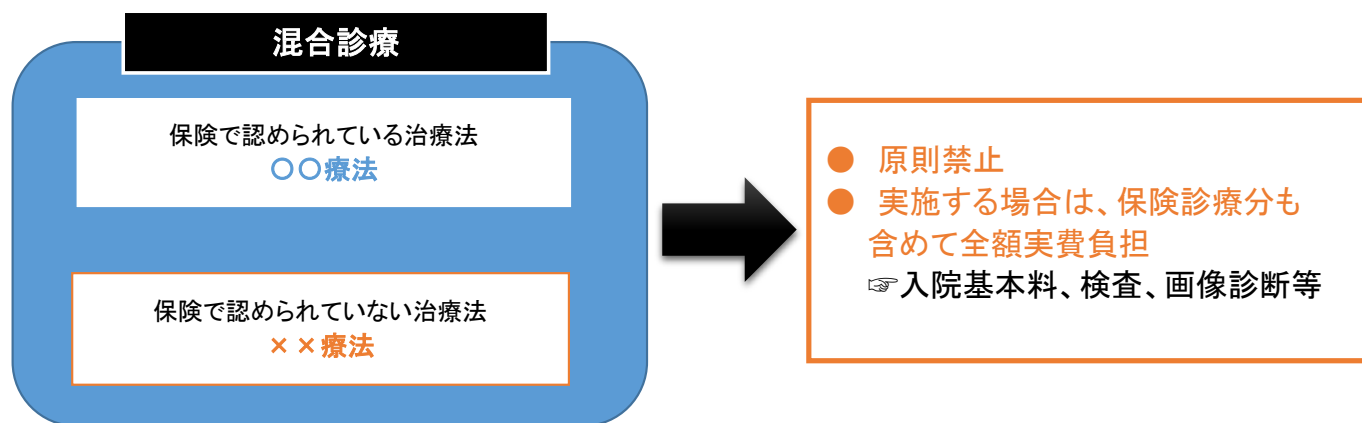 混合診療
保険で認められている治療法
〇〇療法
保険で認められていない治療法
××療法
● 原則禁止
● 実施する場合は、保険診療分も
含めて全額実費負担
☞入院基本料、検査、画像診断等